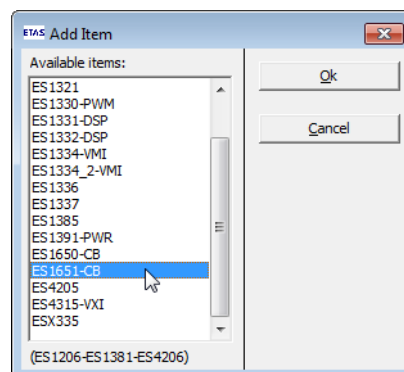 ETAS Add Item
Available items:
ES1321
ES1330-PWM
ES1331-DSP
ES1332-DSP
ES1334-VMI
ES1334_2-VMI
ES1336
ES1337
ES1385
ES1391-PWR
ES1650-CB
ES1651-CB
ES4205
ES4315-VXI
ESX335
(ES1206-ES1381-ES4206)
Ok
Cancel